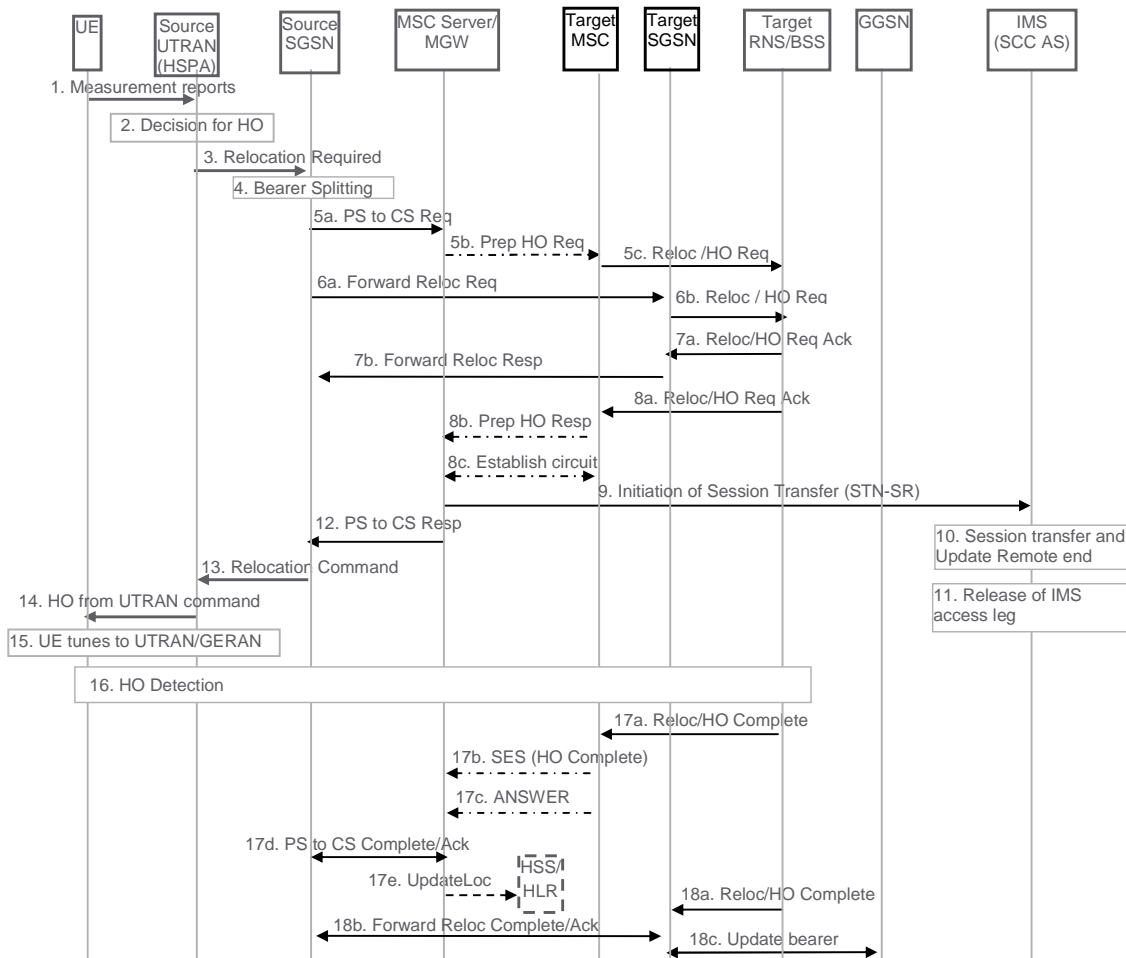 UE
Source
UTRAN
(HSPA)
Source
SGSN
MSC Server/
MGW
Target
MSC
Target
SGSN
Target
RNS/BSS
GGSN
IMS
(SCC AS)
1. Measurement reports
2. Decision for HO
3. Relocation Required
4. Bearer Splitting
5a. PS to CS Req
5b. Prep HO Req
5c. Reloc /HO Req
6a. Forward Reloc Req
6b. Reloc / HO Req
7a. Reloc/HO Req Ack
7b. Forward Reloc Resp
8a. Reloc/HO Req Ack
8b. Prep HO Resp
8c. Establish circuit
9. Initiation of Session Transfer (STN-SR)
12. PS to CS Resp
10. Session transfer and
Update Remote end
13. Relocation Command
14. HO from UTRAN command
11. Release of IMS
access leg
15. UE tunes to UTRAN/GERAN
16. HO Detection
17a. Reloc/HO Complete
17b. SES (HO Complete)
17c. ANSWER
17d. PS to CS Complete/Ack
17e. UpdateLoc
HSS/
HLR
18a. Reloc/HO Complete
18b. Forward Reloc Complete/Ack
18c. Update bearer